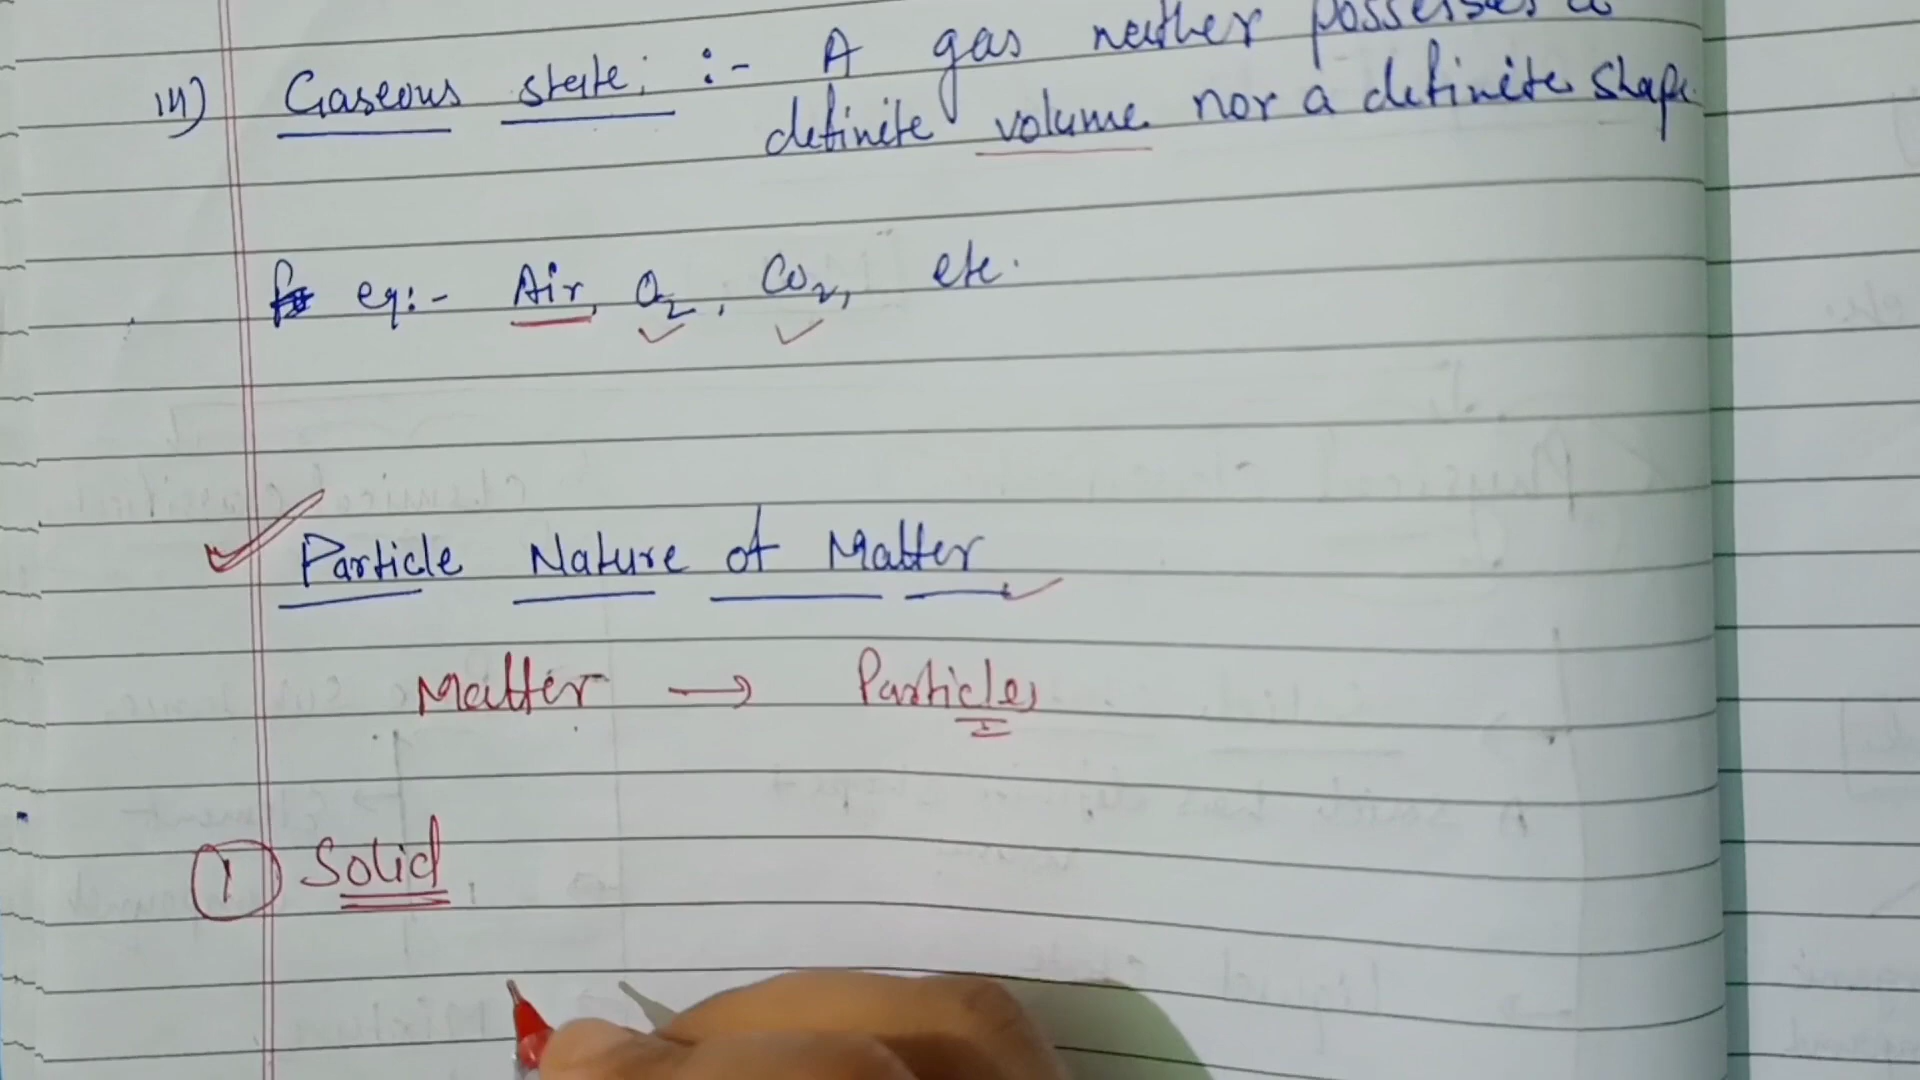 iii) Gaseous state :- A gas neither possesses a
definite volume nor a definite shape.
eg:- Air, O₂, CO₂, etc.
Particle Nature of Matter
Matter → Particles
① Solid